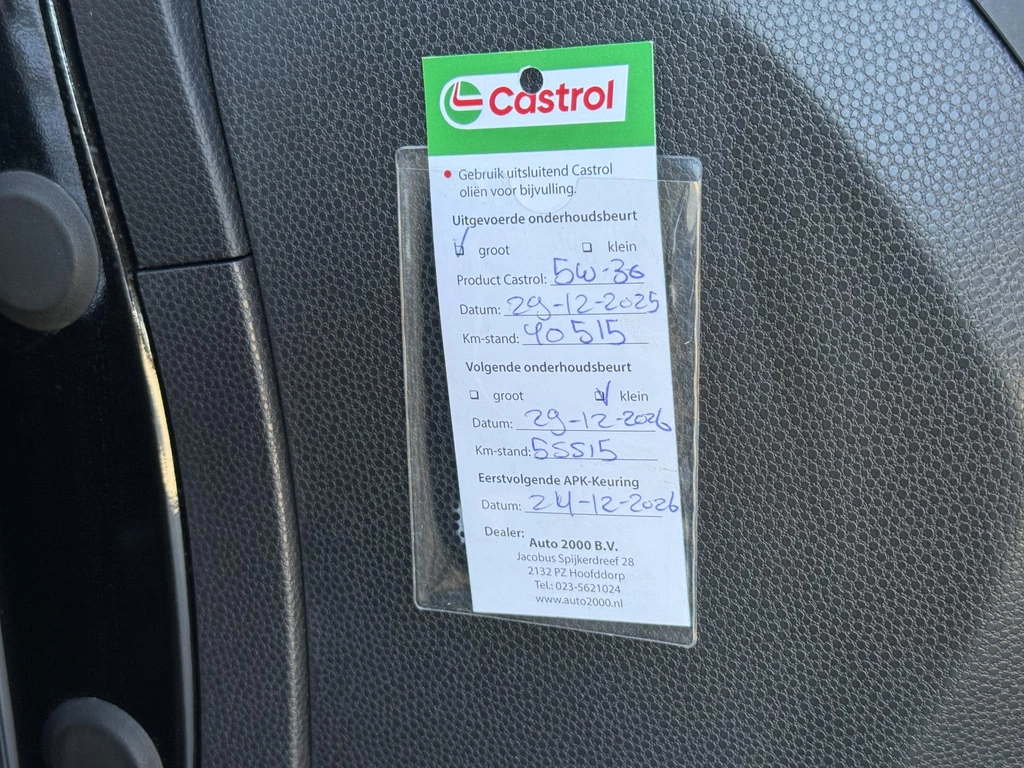 Castrol
Gebruik uitsluitend Castrol
oliën voor bijvulling.
Uitgevoerde onderhoudsbeurt
groot klein
Product Castrol: 5W-30
Datum: 29-12-2025
Km-stand: 40515
Volgende onderhoudsbeurt
groot klein
Datum: 29-12-2026
Km-stand: 55515
Eerstvolgende APK-Keuring
Datum: 24-12-2026
Dealer:
Auto 2000 B.V.
Jacobus Spijkerdreef 28
2132 PZ Hoofddorp
Tel.: 023-5621024
www.auto2000.nl